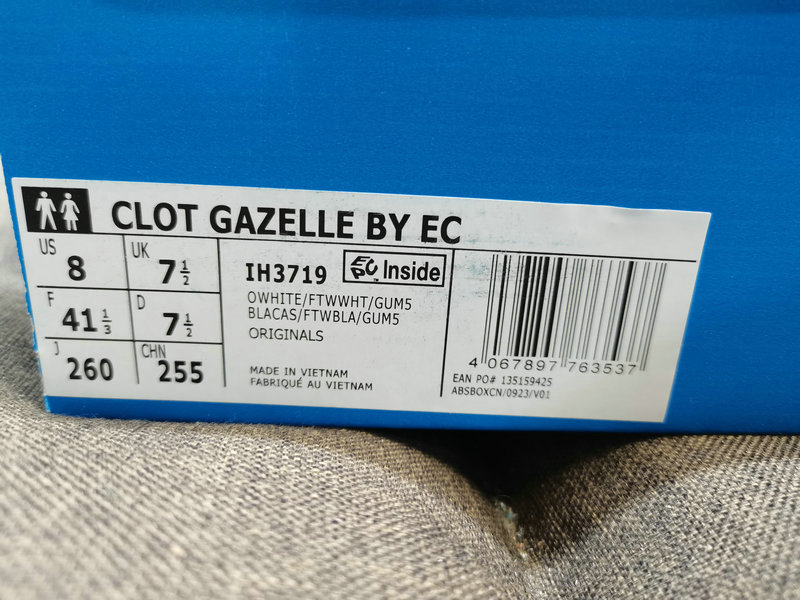 CLOT GAZELLE BY EC
US 8
UK 7 1/2
F 41 1/3
D 7 1/2
J 260
CHN 255
IH3719 EPC Inside
OWHITE/FTWWHT/GUM5
BLACAS/FTWBLA/GUM5
ORIGINALS
MADE IN VIETNAM
FABRIQUÉ AU VIETNAM
4 067897 763537
EAN PO# 135159425
ABSBOXCN/0923/V01